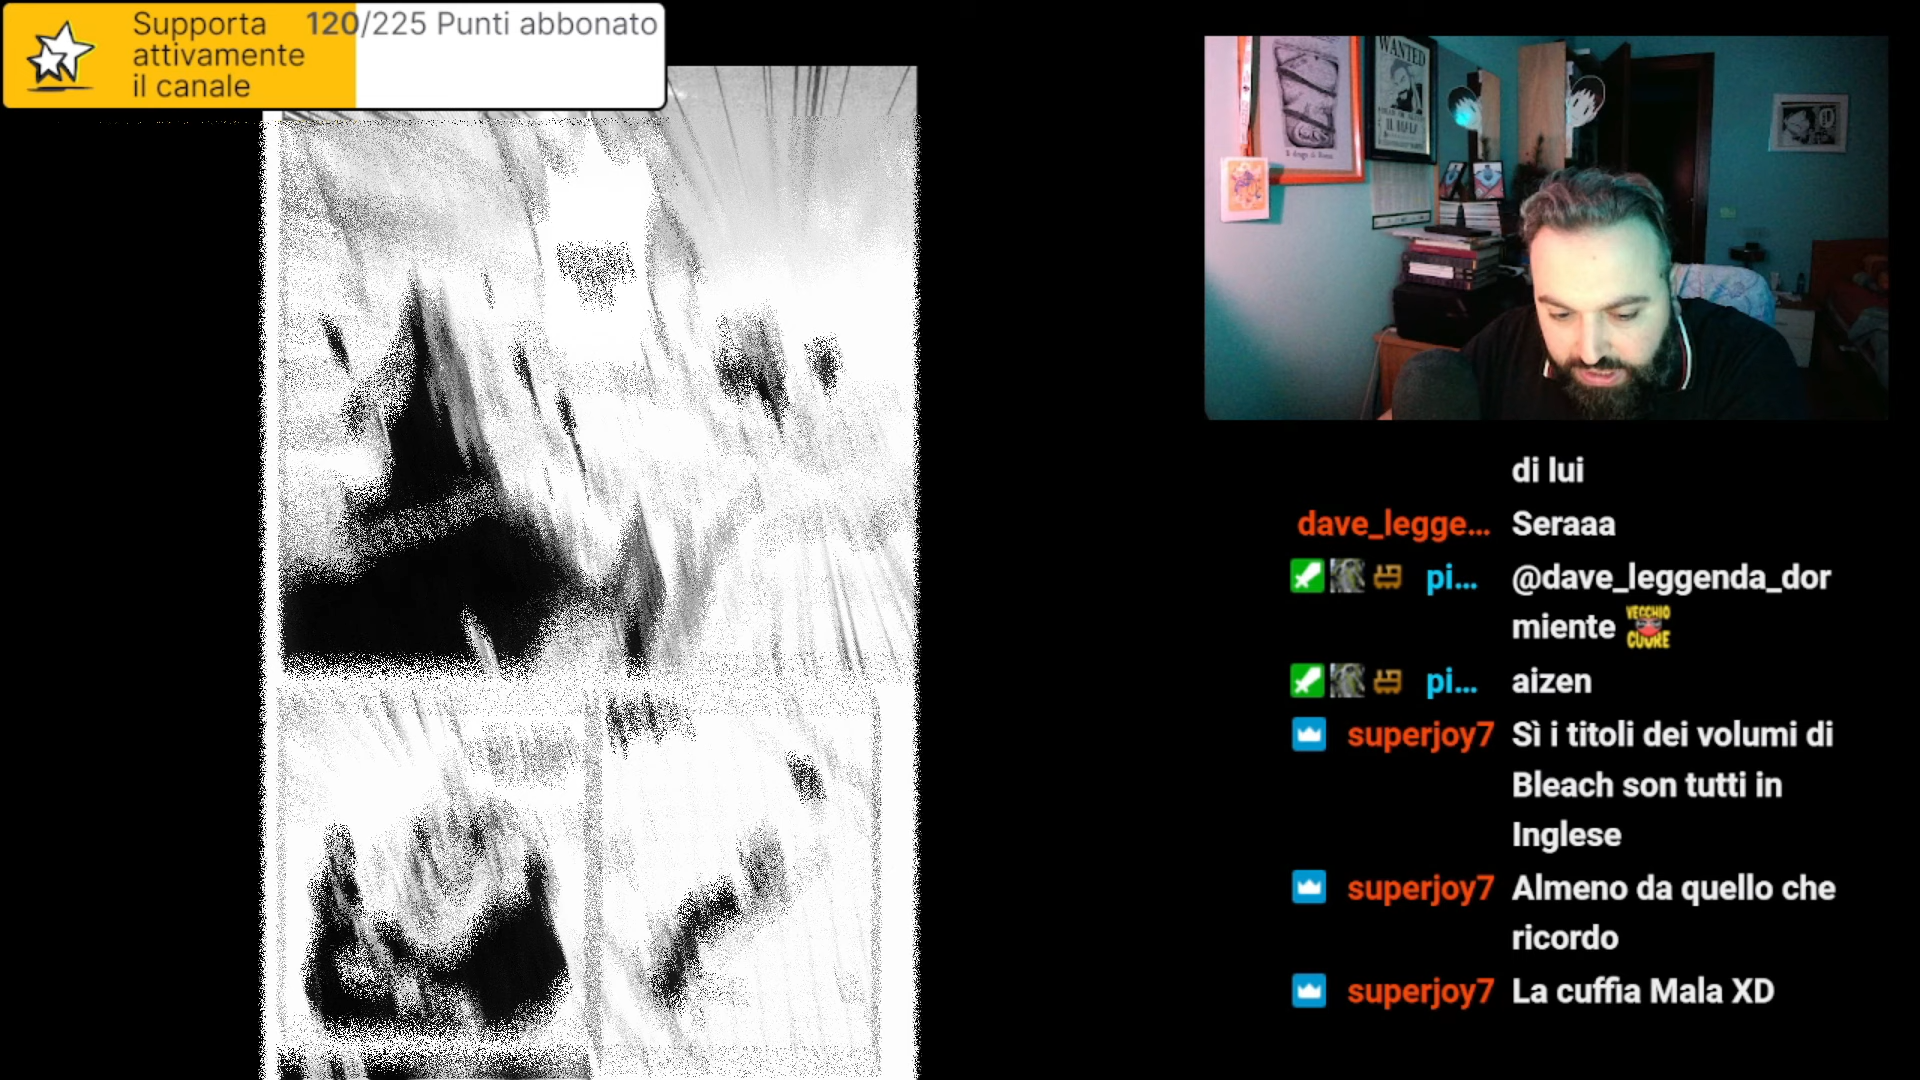 Supporta
attivamente
il canale
120/225 Punti abbonato
WANTED
di lui
dave_legge... Seraaa
pi... @dave_leggenda_dor
miente VECCHIO
CUORE
pi... aizen
superjoy7 Sì i titoli dei volumi di
Bleach son tutti in
Inglese
superjoy7 Almeno da quello che
ricordo
superjoy7 La cuffia Mala XD